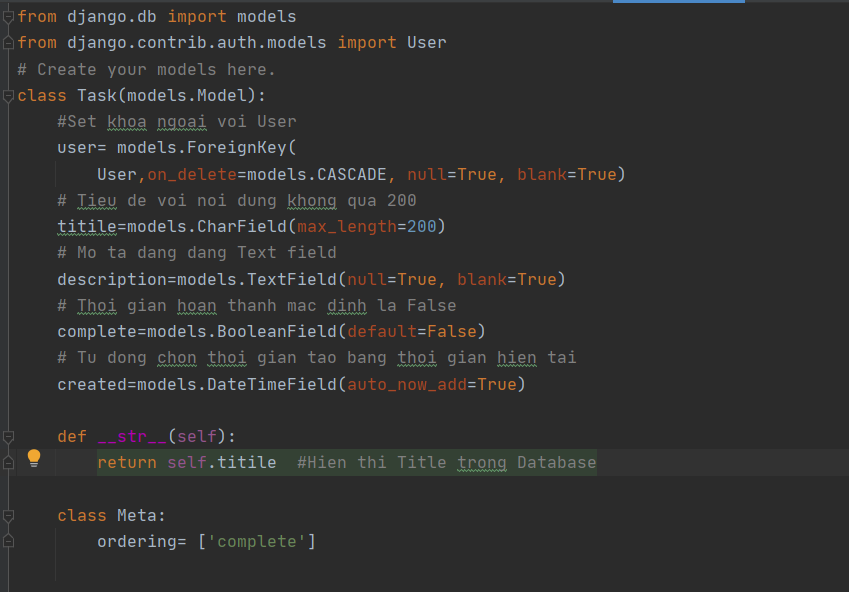 from django.db import models
from django.contrib.auth.models import User
# Create your models here.
class Task(models.Model):
    #Set khoa ngoai voi User
    user= models.ForeignKey(
        User,on_delete=models.CASCADE, null=True, blank=True)
    # Tieu de voi noi dung khong qua 200
    titile=models.CharField(max_length=200)
    # Mo ta dang dang Text field
    description=models.TextField(null=True, blank=True)
    # Thoi gian hoan thanh mac dinh la False
    complete=models.BooleanField(default=False)
    # Tu dong chon thoi gian tao bang thoi gian hien tai
    created=models.DateTimeField(auto_now_add=True)
    def __str__(self):
        return self.titile  #Hien thi Title trong Database
    class Meta:
        ordering= ['complete']